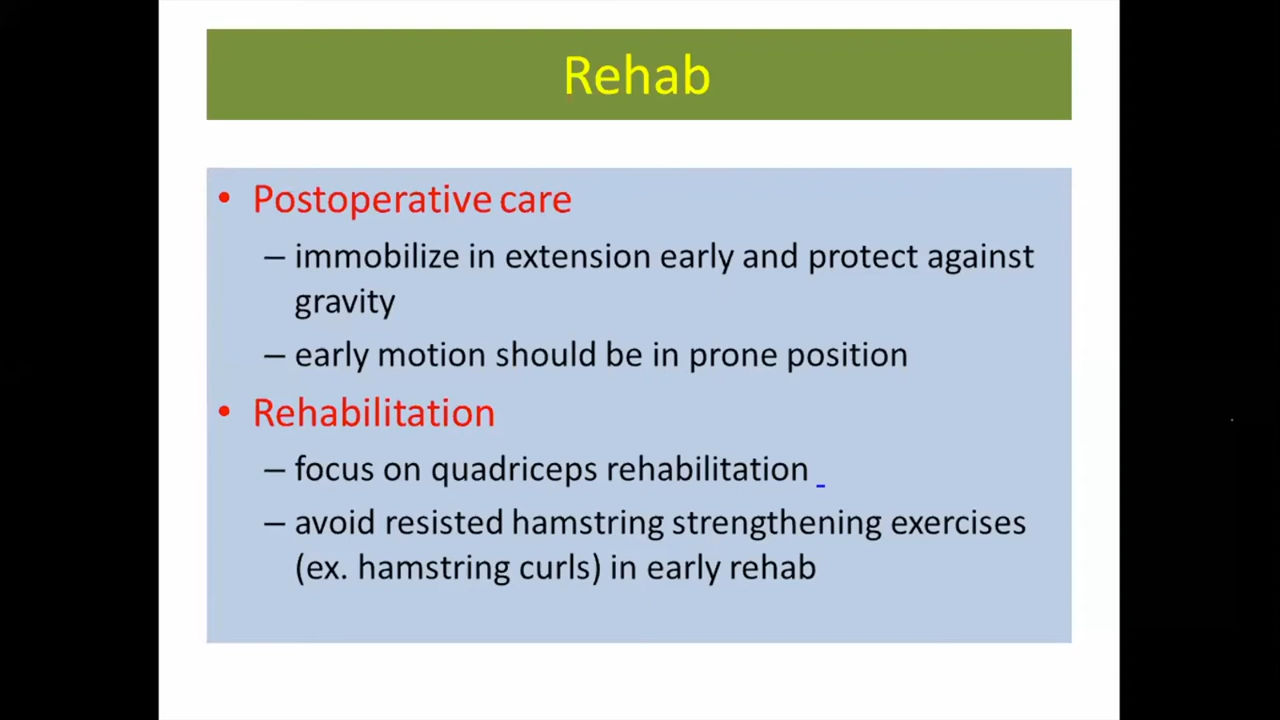 Rehab
• Postoperative care
– immobilize in extension early and protect against
gravity
– early motion should be in prone position
• Rehabilitation
– focus on quadriceps rehabilitation
– avoid resisted hamstring strengthening exercises
(ex. hamstring curls) in early rehab